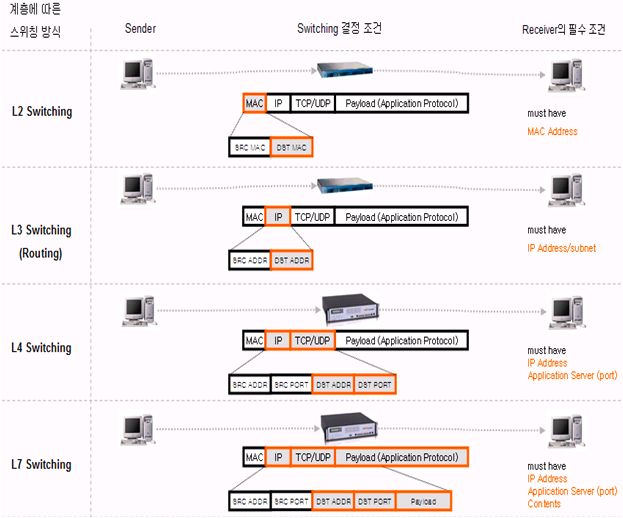 계층에 따른
스위칭 방식
Sender
Switching 결정 조건
Receiver의 필수 조건
L2 Switching
MAC
IP
TCP/UDP
Payload (Application Protocol)
SRC MAC
DST MAC
must have
MAC Address
L3 Switching
(Routing)
MAC
IP
TCP/UDP
Payload (Application Protocol)
SRC ADDR
DST ADDR
must have
IP Address/subnet
L4 Switching
MAC
IP
TCP/UDP
Payload (Application Protocol)
SRC ADDR
SRC PORT
DST ADDR
DST PORT
must have
IP Address
Application Server (port)
L7 Switching
MAC
IP
TCP/UDP
Payload (Application Protocol)
SRC ADDR
SRC PORT
DST ADDR
DST PORT
Payload
must have
IP Address
Application Server (port)
Contents